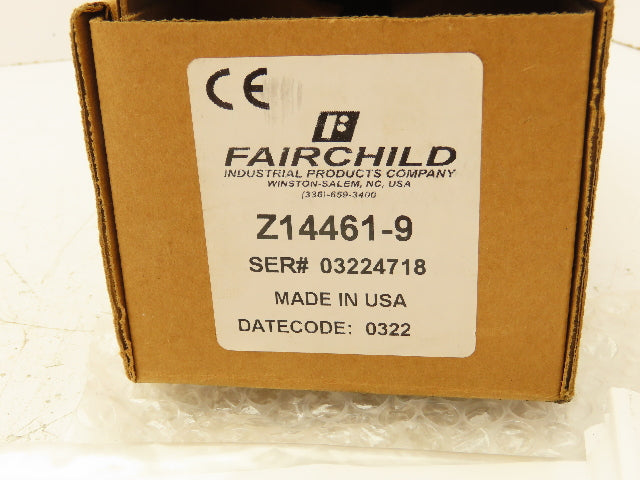 CE
FAIRCHILD
INDUSTRIAL PRODUCTS COMPANY
WINSTON-SALEM, NC, USA
(336)-659-3400
Z14461-9
SER# 03224718
MADE IN USA
DATECODE: 0322